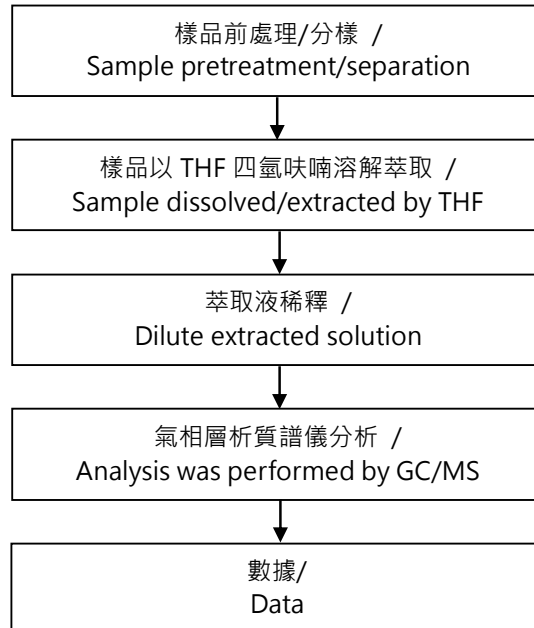 樣品前處理/分樣 /
Sample pretreatment/separation
樣品以 THF 四氫呋喃溶解萃取 /
Sample dissolved/extracted by THF
萃取液稀釋 /
Dilute extracted solution
氣相層析質譜儀分析 /
Analysis was performed by GC/MS
數據/
Data